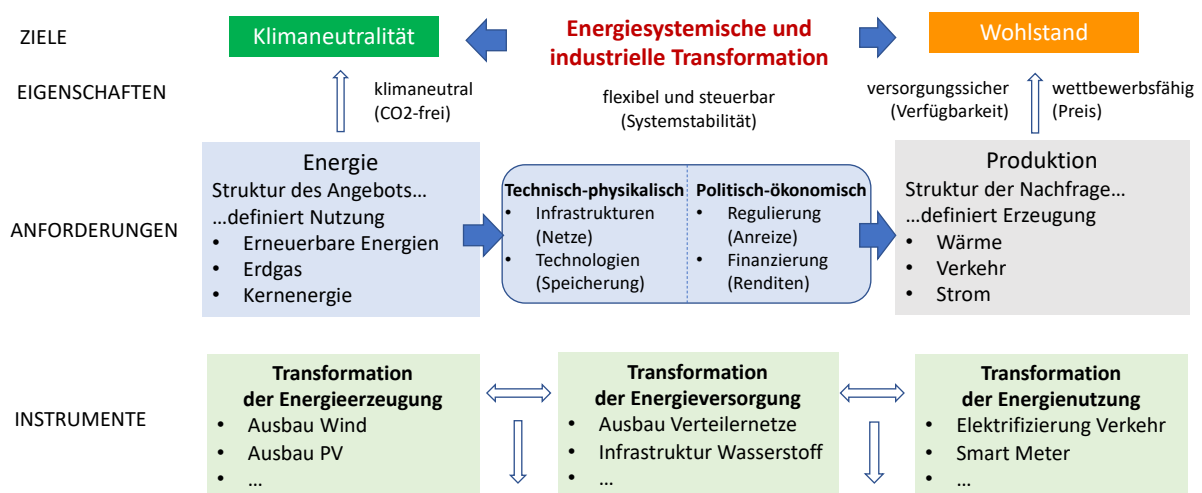 ZIELE
Klimaneutralität
Energiesystemische und
industrielle Transformation
Wohlstand
EIGENSCHAFTEN
klimaneutral
(CO2-frei)
flexibel und steuerbar
(Systemstabilität)
versorgungssicher
(Verfügbarkeit)
wettbewerbsfähig
(Preis)
ANFORDERUNGEN
Energie
Struktur des Angebots...
...definiert Nutzung
• Erneuerbare Energien
• Erdgas
• Kernenergie
Technisch-physikalisch
• Infrastrukturen
(Netze)
• Technologien
(Speicherung)
Politisch-ökonomisch
• Regulierung
(Anreize)
• Finanzierung
(Renditen)
Produktion
Struktur der Nachfrage...
...definiert Erzeugung
• Wärme
• Verkehr
• Strom
INSTRUMENTE
Transformation
der Energieerzeugung
• Ausbau Wind
• Ausbau PV
• ...
Transformation
der Energieversorgung
• Ausbau Verteilernetze
• Infrastruktur Wasserstoff
• ...
Transformation
der Energienutzung
• Elektrifizierung Verkehr
• Smart Meter
• ...